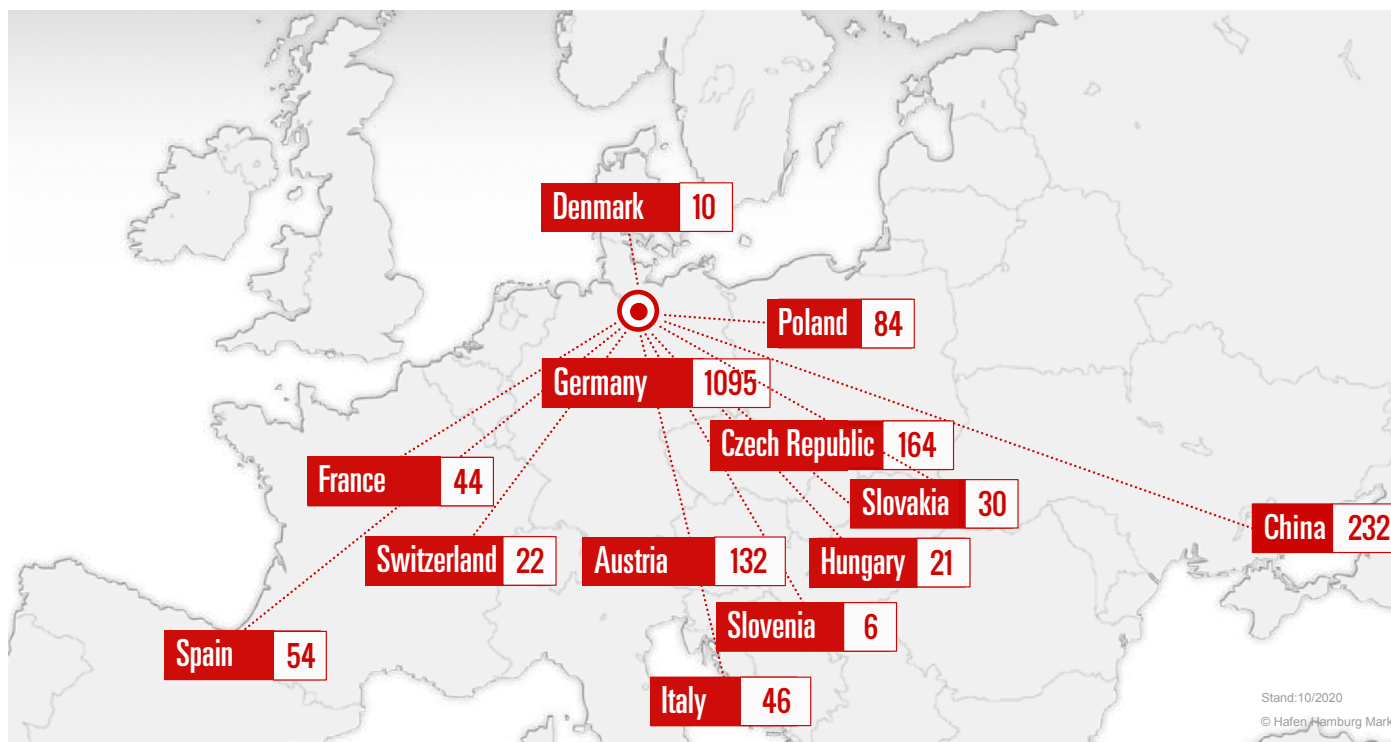 Denmark 10
Poland 84
Germany 1095
Czech Republic 164
France 44
Slovakia 30
China 232
Switzerland 22
Austria 132
Hungary 21
Slovenia 6
Spain 54
Italy 46
Stand:10/2020
© Hafen Hamburg Mark